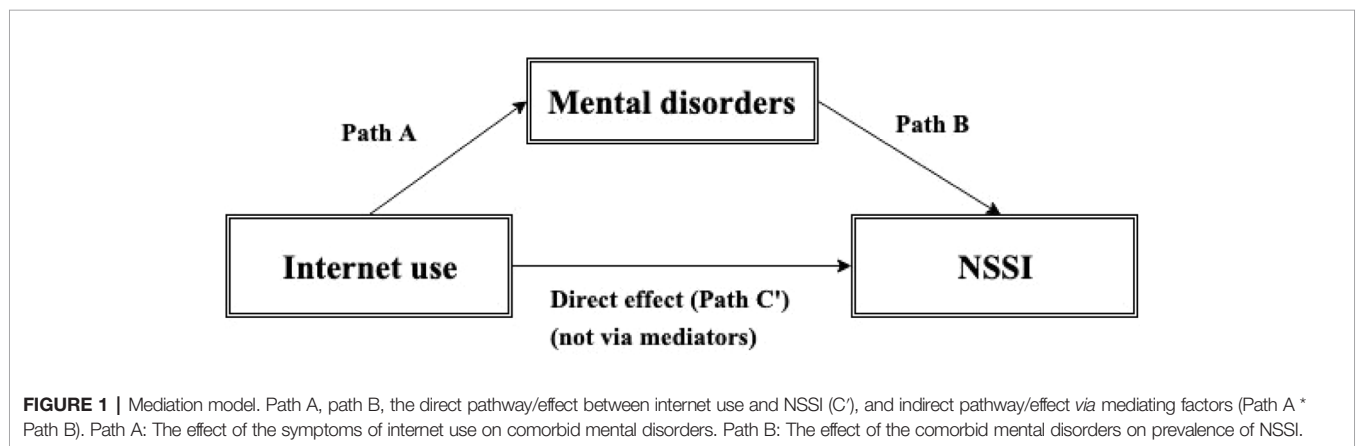 Mental disorders
Path A
Path B
Internet use
NSSI
Direct effect (Path C')
(not via mediators)
FIGURE 1 | Mediation model. Path A, path B, the direct pathway/effect between internet use and NSSI (C′), and indirect pathway/effect via mediating factors (Path A *
Path B). Path A: The effect of the symptoms of internet use on comorbid mental disorders. Path B: The effect of the comorbid mental disorders on prevalence of NSSI.